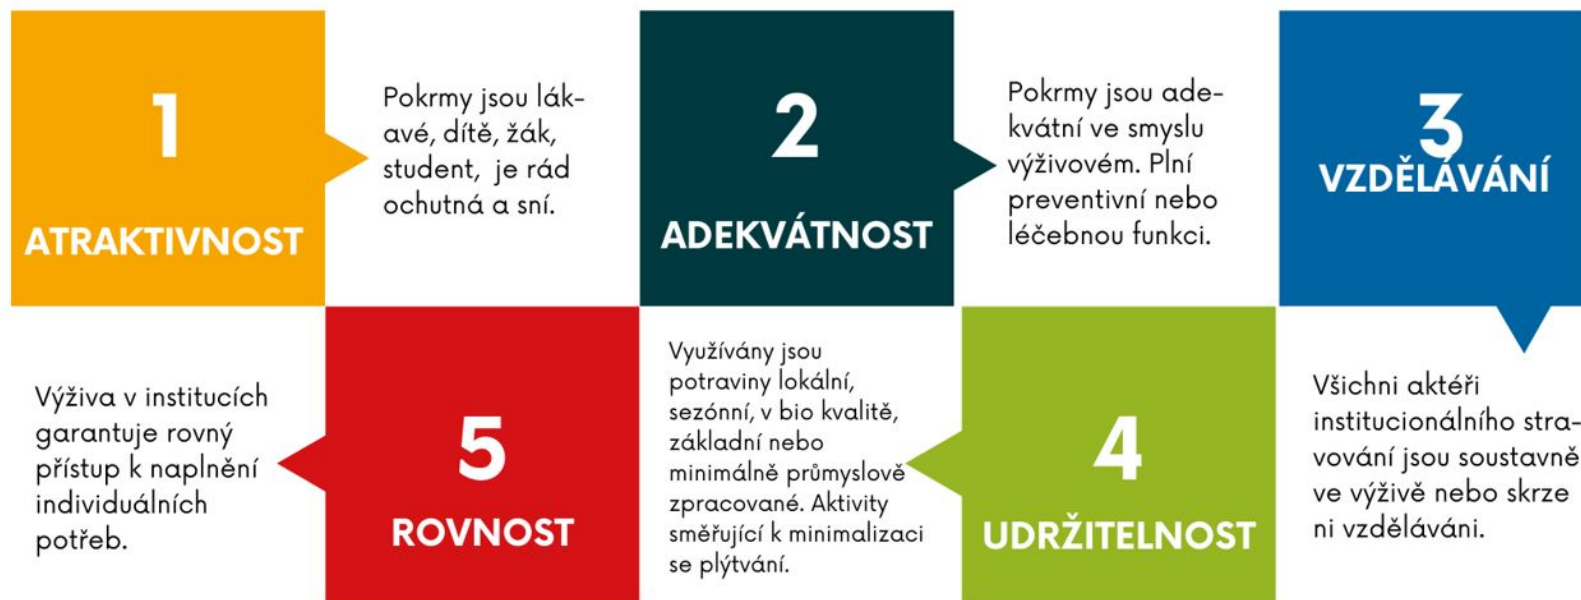 1
ATRAKTIVNOST
Pokrmy jsou lák-
avé, dítě, žák,
student, je rád
ochutná a sní.
2
ADEKVÁTNOST
Pokrmy jsou ade-
kvátní ve smyslu
výživovém. Plní
preventivní nebo
léčebnou funkci.
3
VZDĚLÁVÁNÍ
Všichni aktéři
institucionálního stra-
vování jsou soustavně
ve výživě nebo skrze
ni vzděláváni.
4
UDRŽITELNOST
Využívány jsou
potraviny lokální,
sezónní, v bio kvalitě,
základní nebo
minimálně průmyslově
zpracované. Aktivity
směřující k minimalizaci
se plýtvání.
5
ROVNOST
Výživa v institucích
garantuje rovný
přístup k naplnění
individuálních
potřeb.